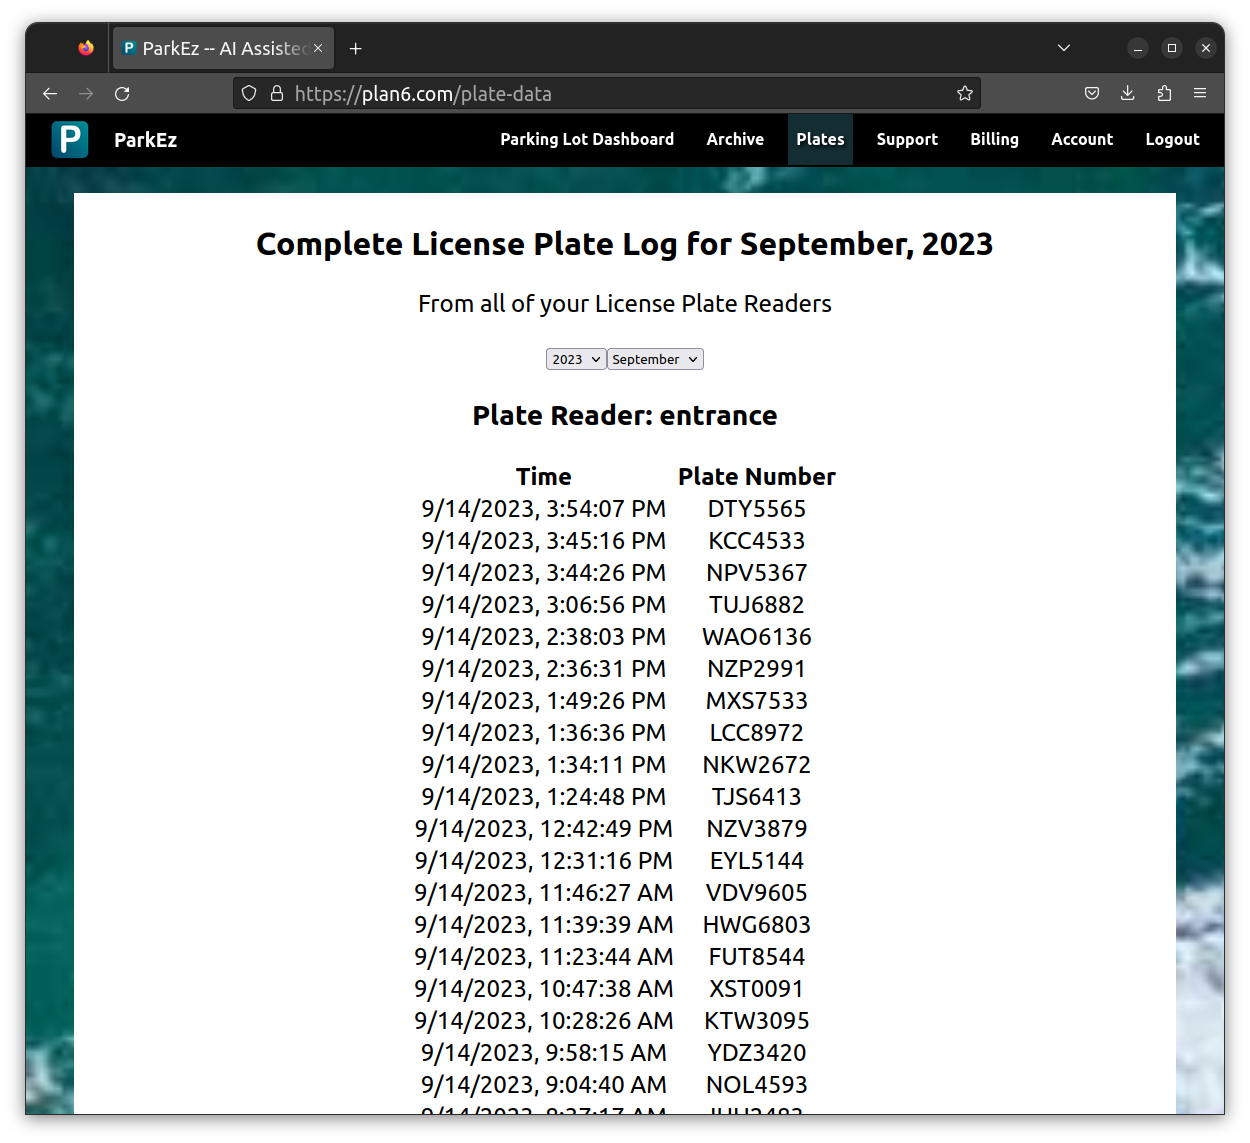 P ParkEz -- AI Assisted
https://plan6.com/plate-data
P ParkEz Parking Lot Dashboard Archive Plates Support Billing Account Logout
Complete License Plate Log for September, 2023
From all of your License Plate Readers
2023 September
Plate Reader: entrance
Time Plate Number
9/14/2023, 3:54:07 PM DTY5565
9/14/2023, 3:45:16 PM KCC4533
9/14/2023, 3:44:26 PM NPV5367
9/14/2023, 3:06:56 PM TUJ6882
9/14/2023, 2:38:03 PM WAO6136
9/14/2023, 2:36:31 PM NZP2991
9/14/2023, 1:49:26 PM MXS7533
9/14/2023, 1:36:36 PM LCC8972
9/14/2023, 1:34:11 PM NKW2672
9/14/2023, 1:24:48 PM TJS6413
9/14/2023, 12:42:49 PM NZV3879
9/14/2023, 12:31:16 PM EYL5144
9/14/2023, 11:46:27 AM VDV9605
9/14/2023, 11:39:39 AM HWG6803
9/14/2023, 11:23:44 AM FUT8544
9/14/2023, 10:47:38 AM XST0091
9/14/2023, 10:28:26 AM KTW3095
9/14/2023, 9:58:15 AM YDZ3420
9/14/2023, 9:04:40 AM NOL4593
9/14/2023, 8:37:17 AM